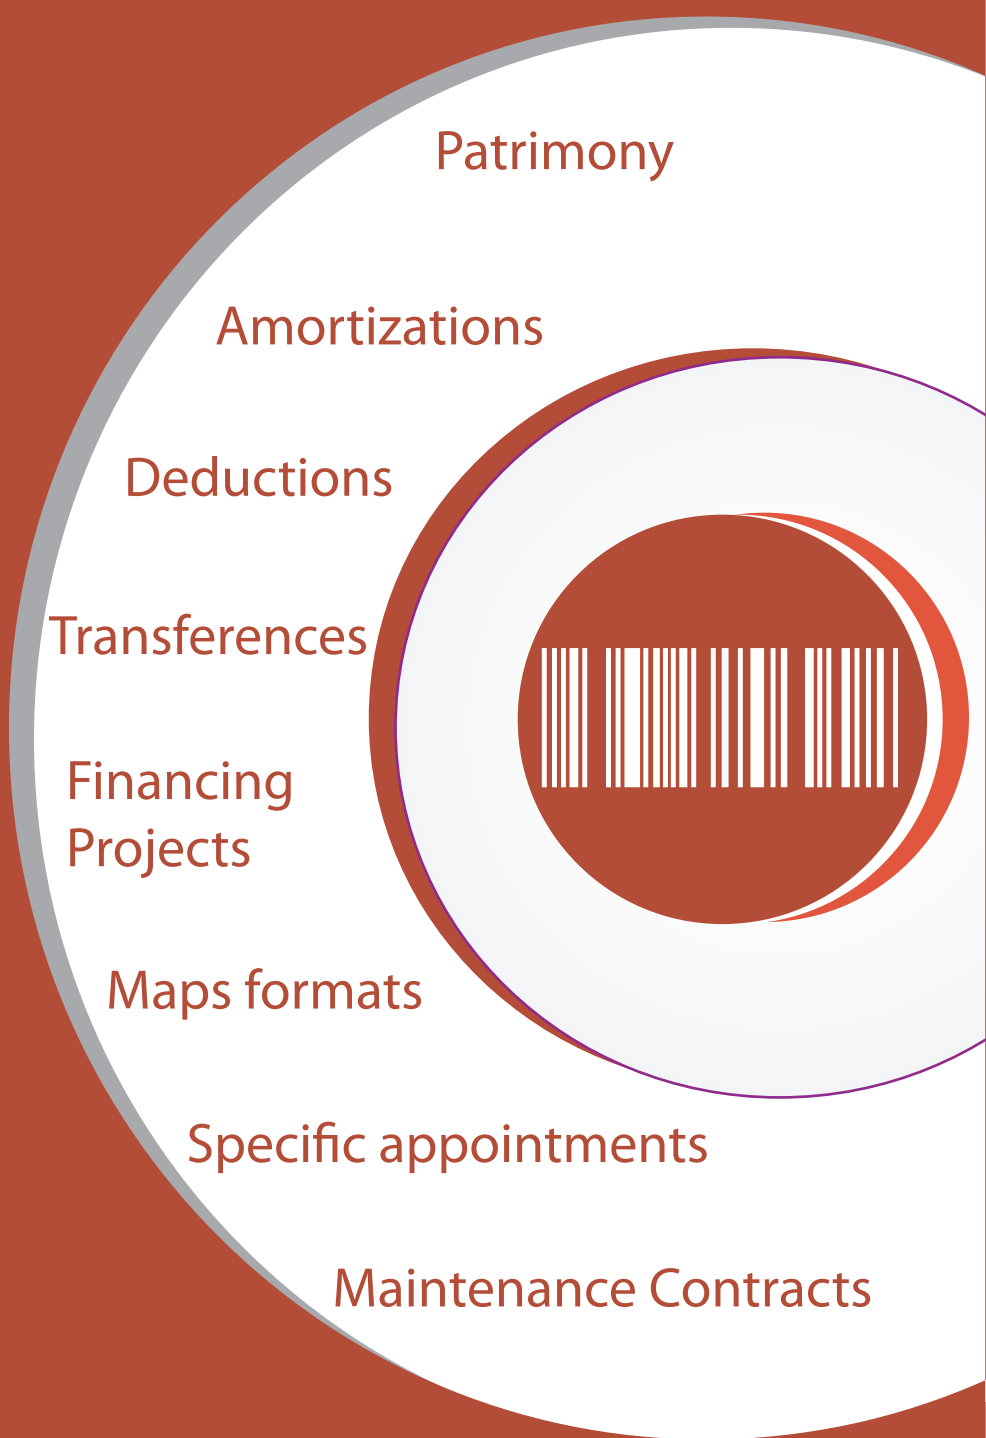 Patrimony
Amortizations
Deductions
Transferences
Financing
Projects
Maps formats
Specific appointments
Maintenance Contracts